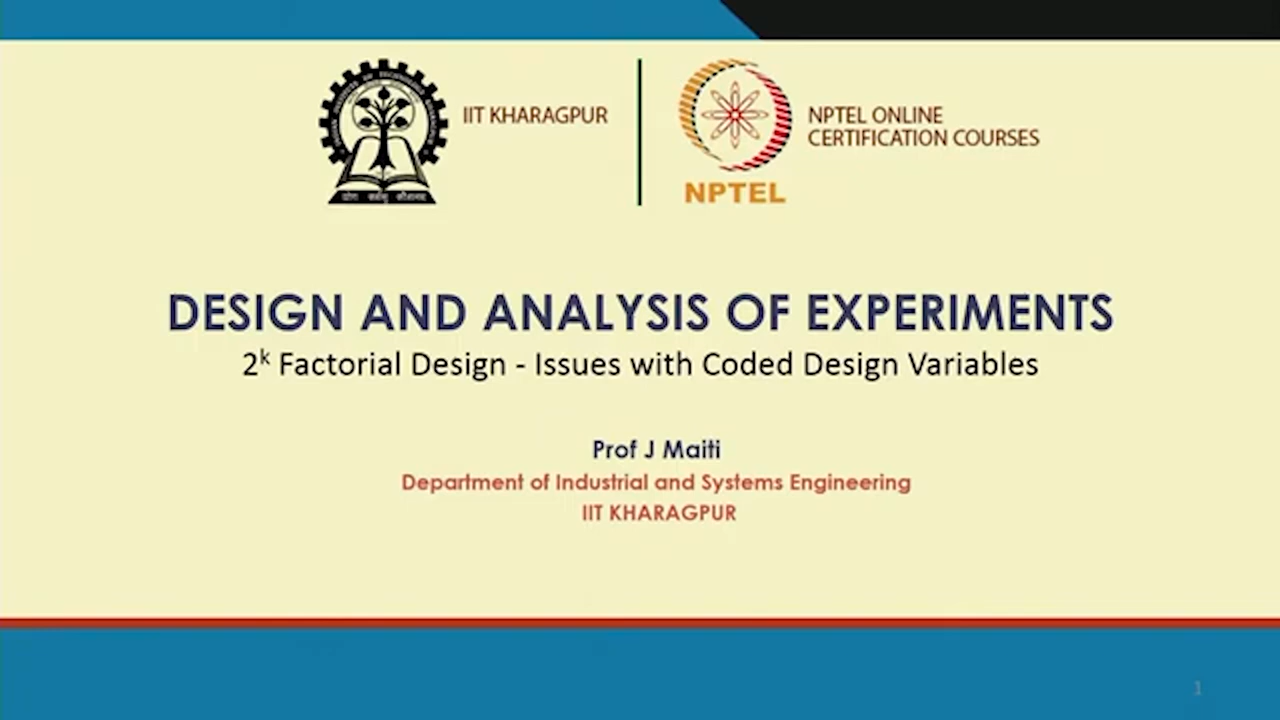 IIT KHARAGPUR
NPTEL ONLINE
CERTIFICATION COURSES
NPTEL
DESIGN AND ANALYSIS OF EXPERIMENTS
2ᵏ Factorial Design - Issues with Coded Design Variables
Prof J Maiti
Department of Industrial and Systems Engineering
IIT KHARAGPUR
1